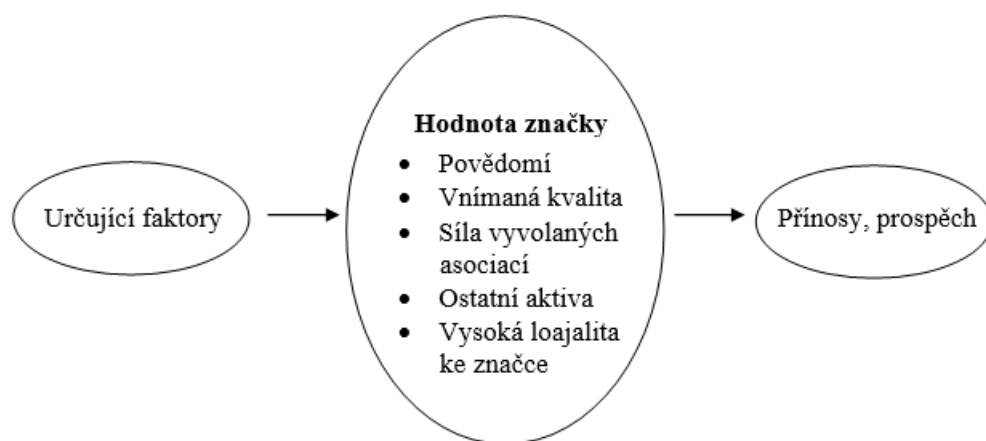 Určující faktory
Hodnota značky
• Povědomí
• Vnímaná kvalita
• Síla vyvolaných
asociací
• Ostatní aktiva
• Vysoká loajalita
ke značce
Přínosy, prospěch